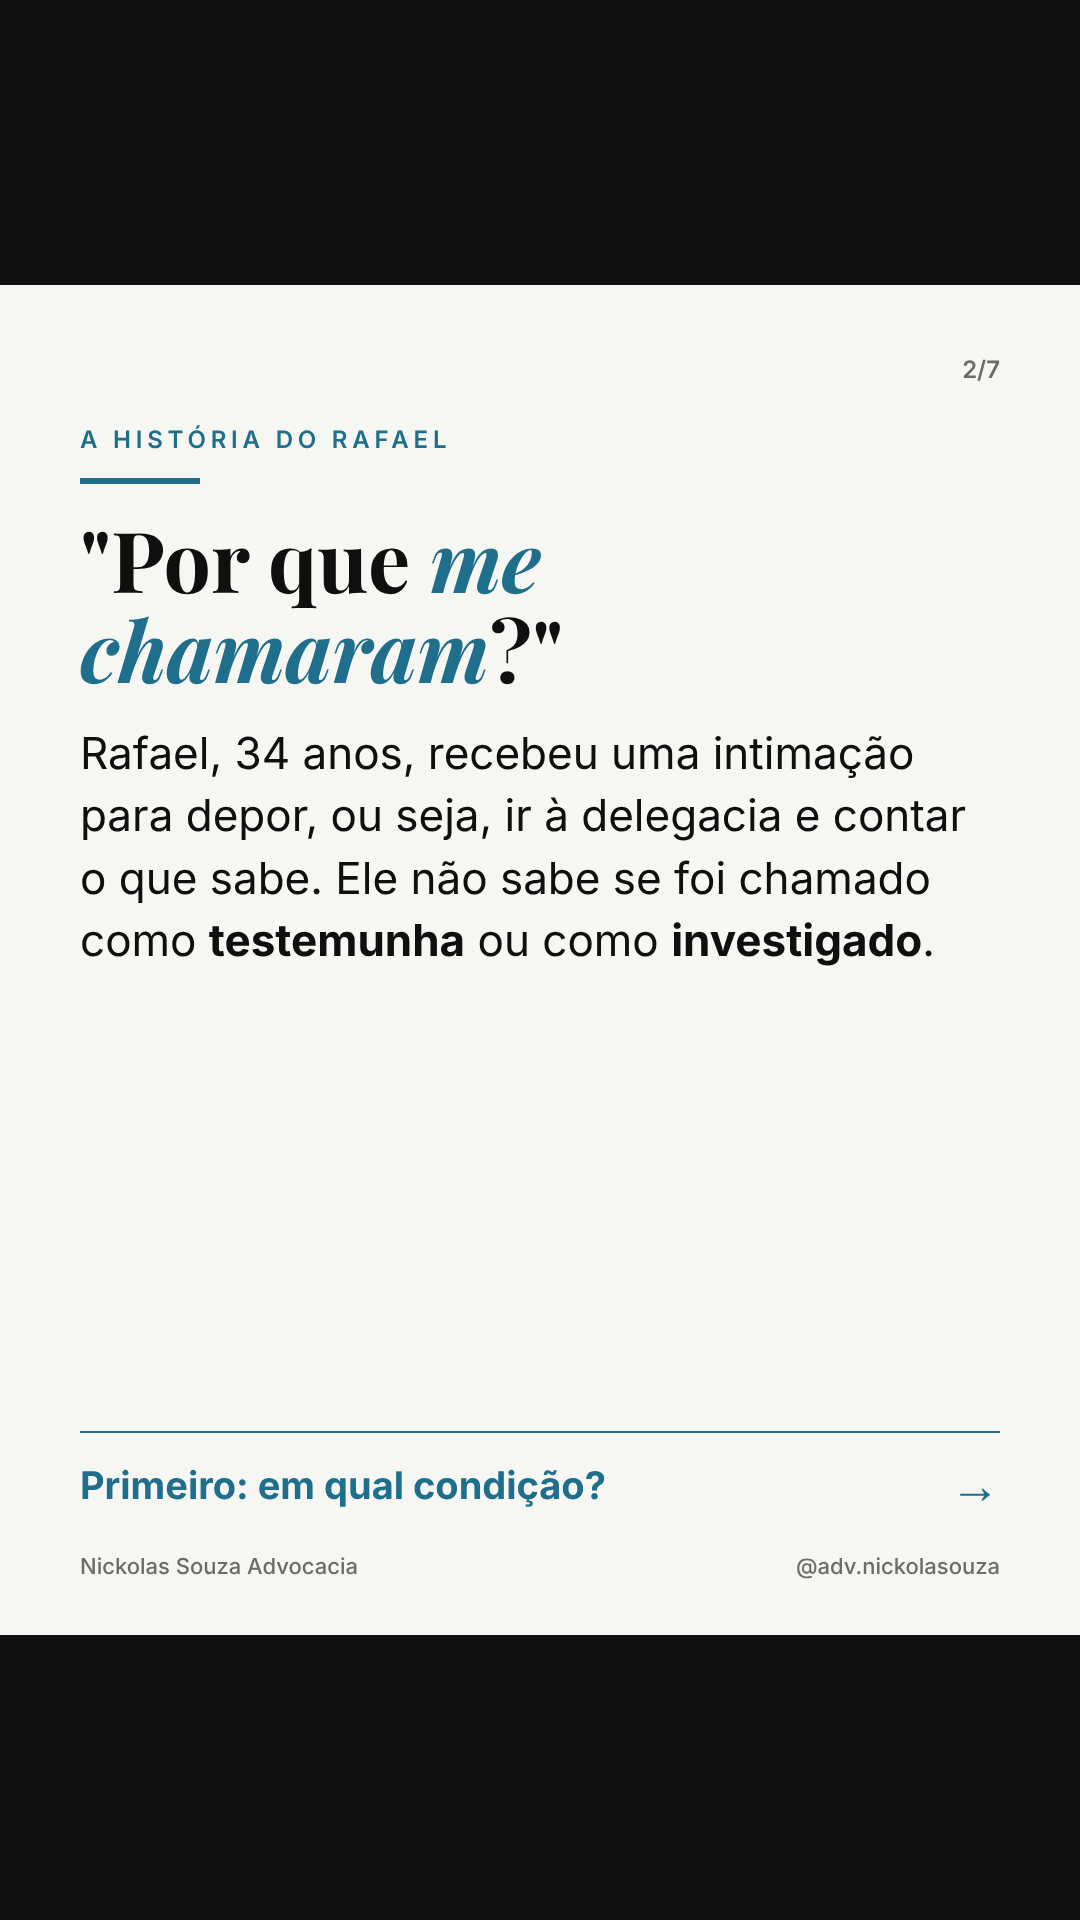 2/7
A HISTÓRIA DO RAFAEL
"Por que me
chamaram?"
Rafael, 34 anos, recebeu uma intimação
para depor, ou seja, ir à delegacia e contar
o que sabe. Ele não sabe se foi chamado
como testemunha ou como investigado.
Primeiro: em qual condição? →
Nickolas Souza Advocacia
@adv.nickolasouza